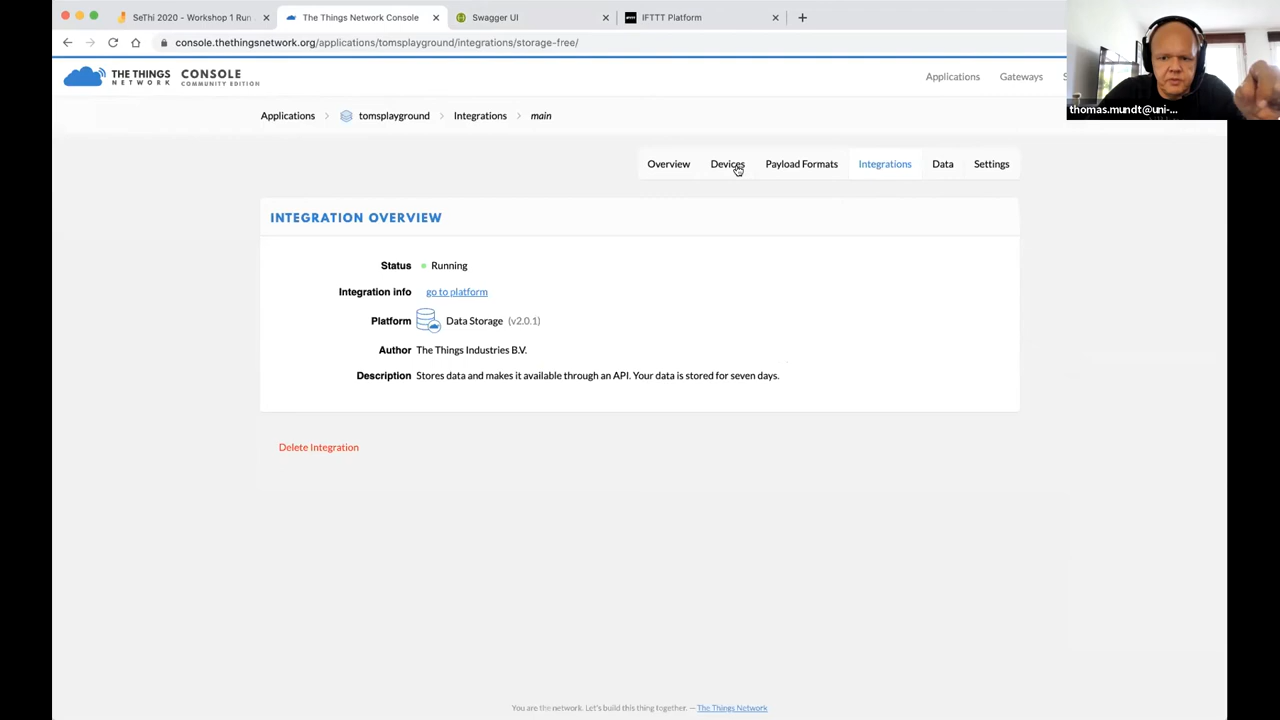 SeThi 2020 - Workshop 1 Run
The Things Network Console
Swagger UI
IFTTT Platform
console.thethingsnetwork.org/applications/tomsplayground/integrations/storage-free/
THE THINGS NETWORK
CONSOLE
COMMUNITY EDITION
Applications
Gateways
thomas.mundt@uni-...
Applications
tomsplayground
Integrations
main
Overview
Devices
Payload Formats
Integrations
Data
Settings
INTEGRATION OVERVIEW
Status Running
Integration info go to platform
Platform Data Storage (v2.0.1)
Author The Things Industries B.V.
Description Stores data and makes it available through an API. Your data is stored for seven days.
Delete Integration
You are the network. Let's build this thing together. — The Things Network